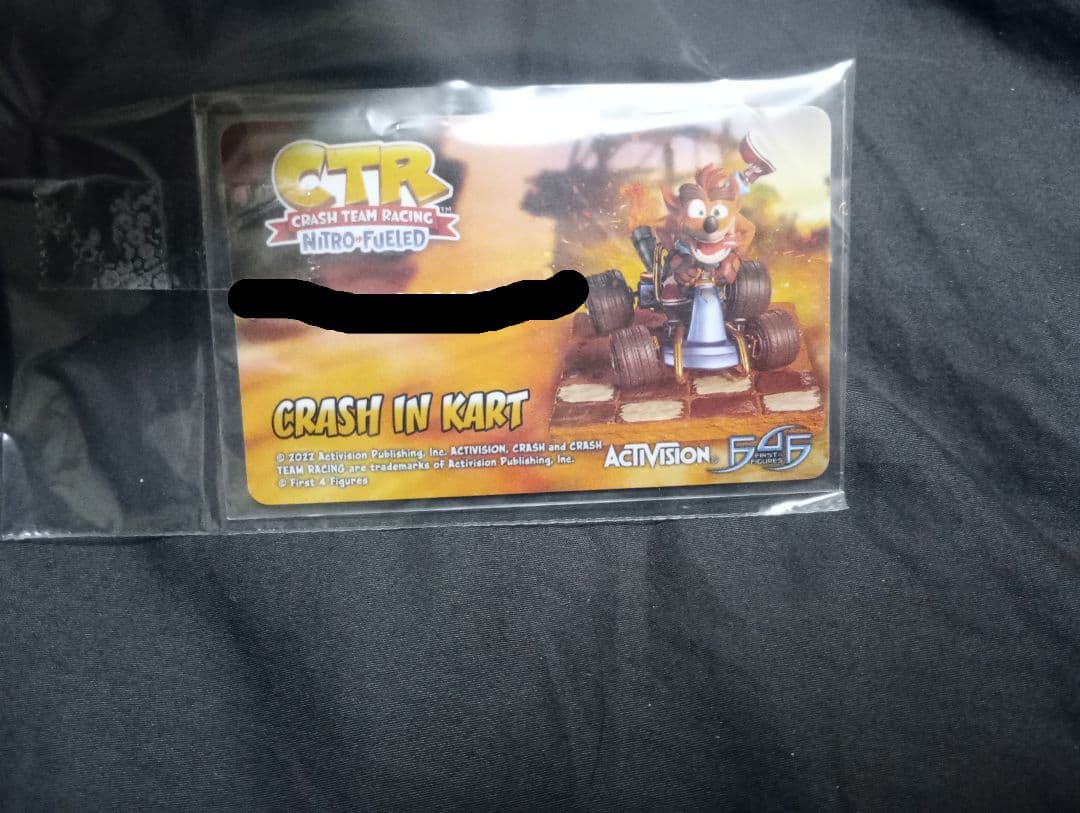 CTR™
CRASH TEAM RACING
NITRO-FUELED
CRASH IN KART
© 2022 Activision Publishing, Inc. ACTIVISION, CRASH and CRASH
TEAM RACING are trademarks of Activision Publishing, Inc.
© First 4 Figures
ACTIVISION
F4F
FIRST 4
FIGURES